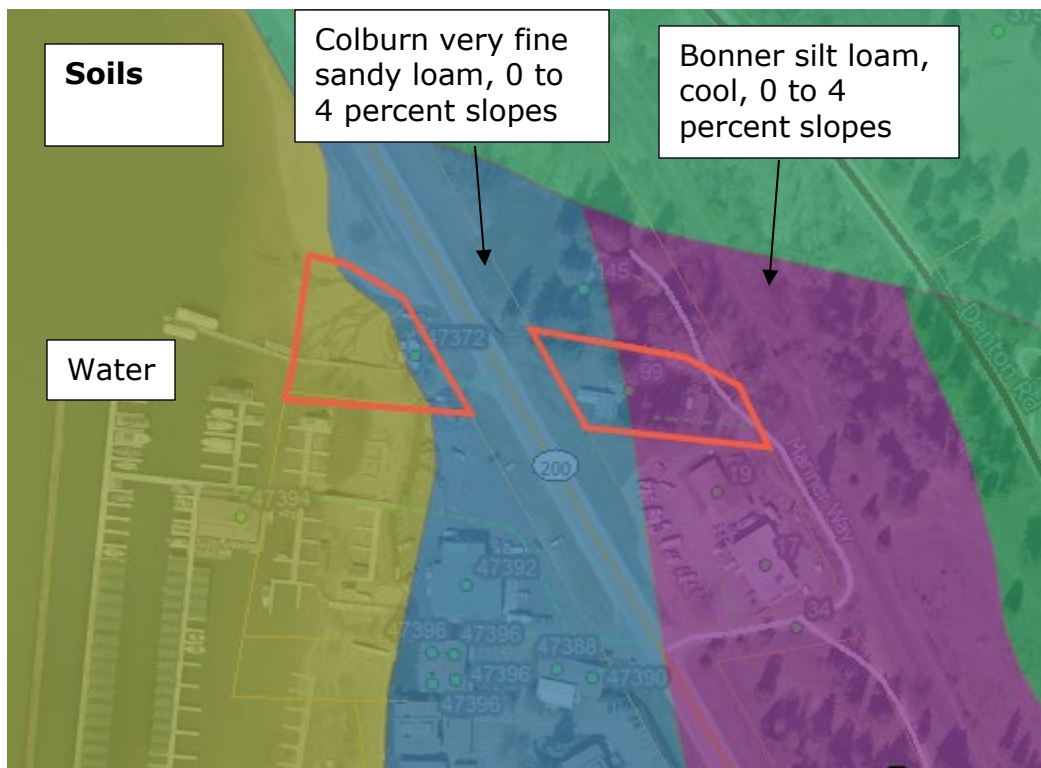 Soils
Colburn very fine
sandy loam, 0 to
4 percent slopes
Bonner silt loam,
cool, 0 to 4
percent slopes
145
Denton Rd
Water
47372
99
200
19
Mariner Way
47394
17
47392
34
47396
47396
47388
47396
47390
47396